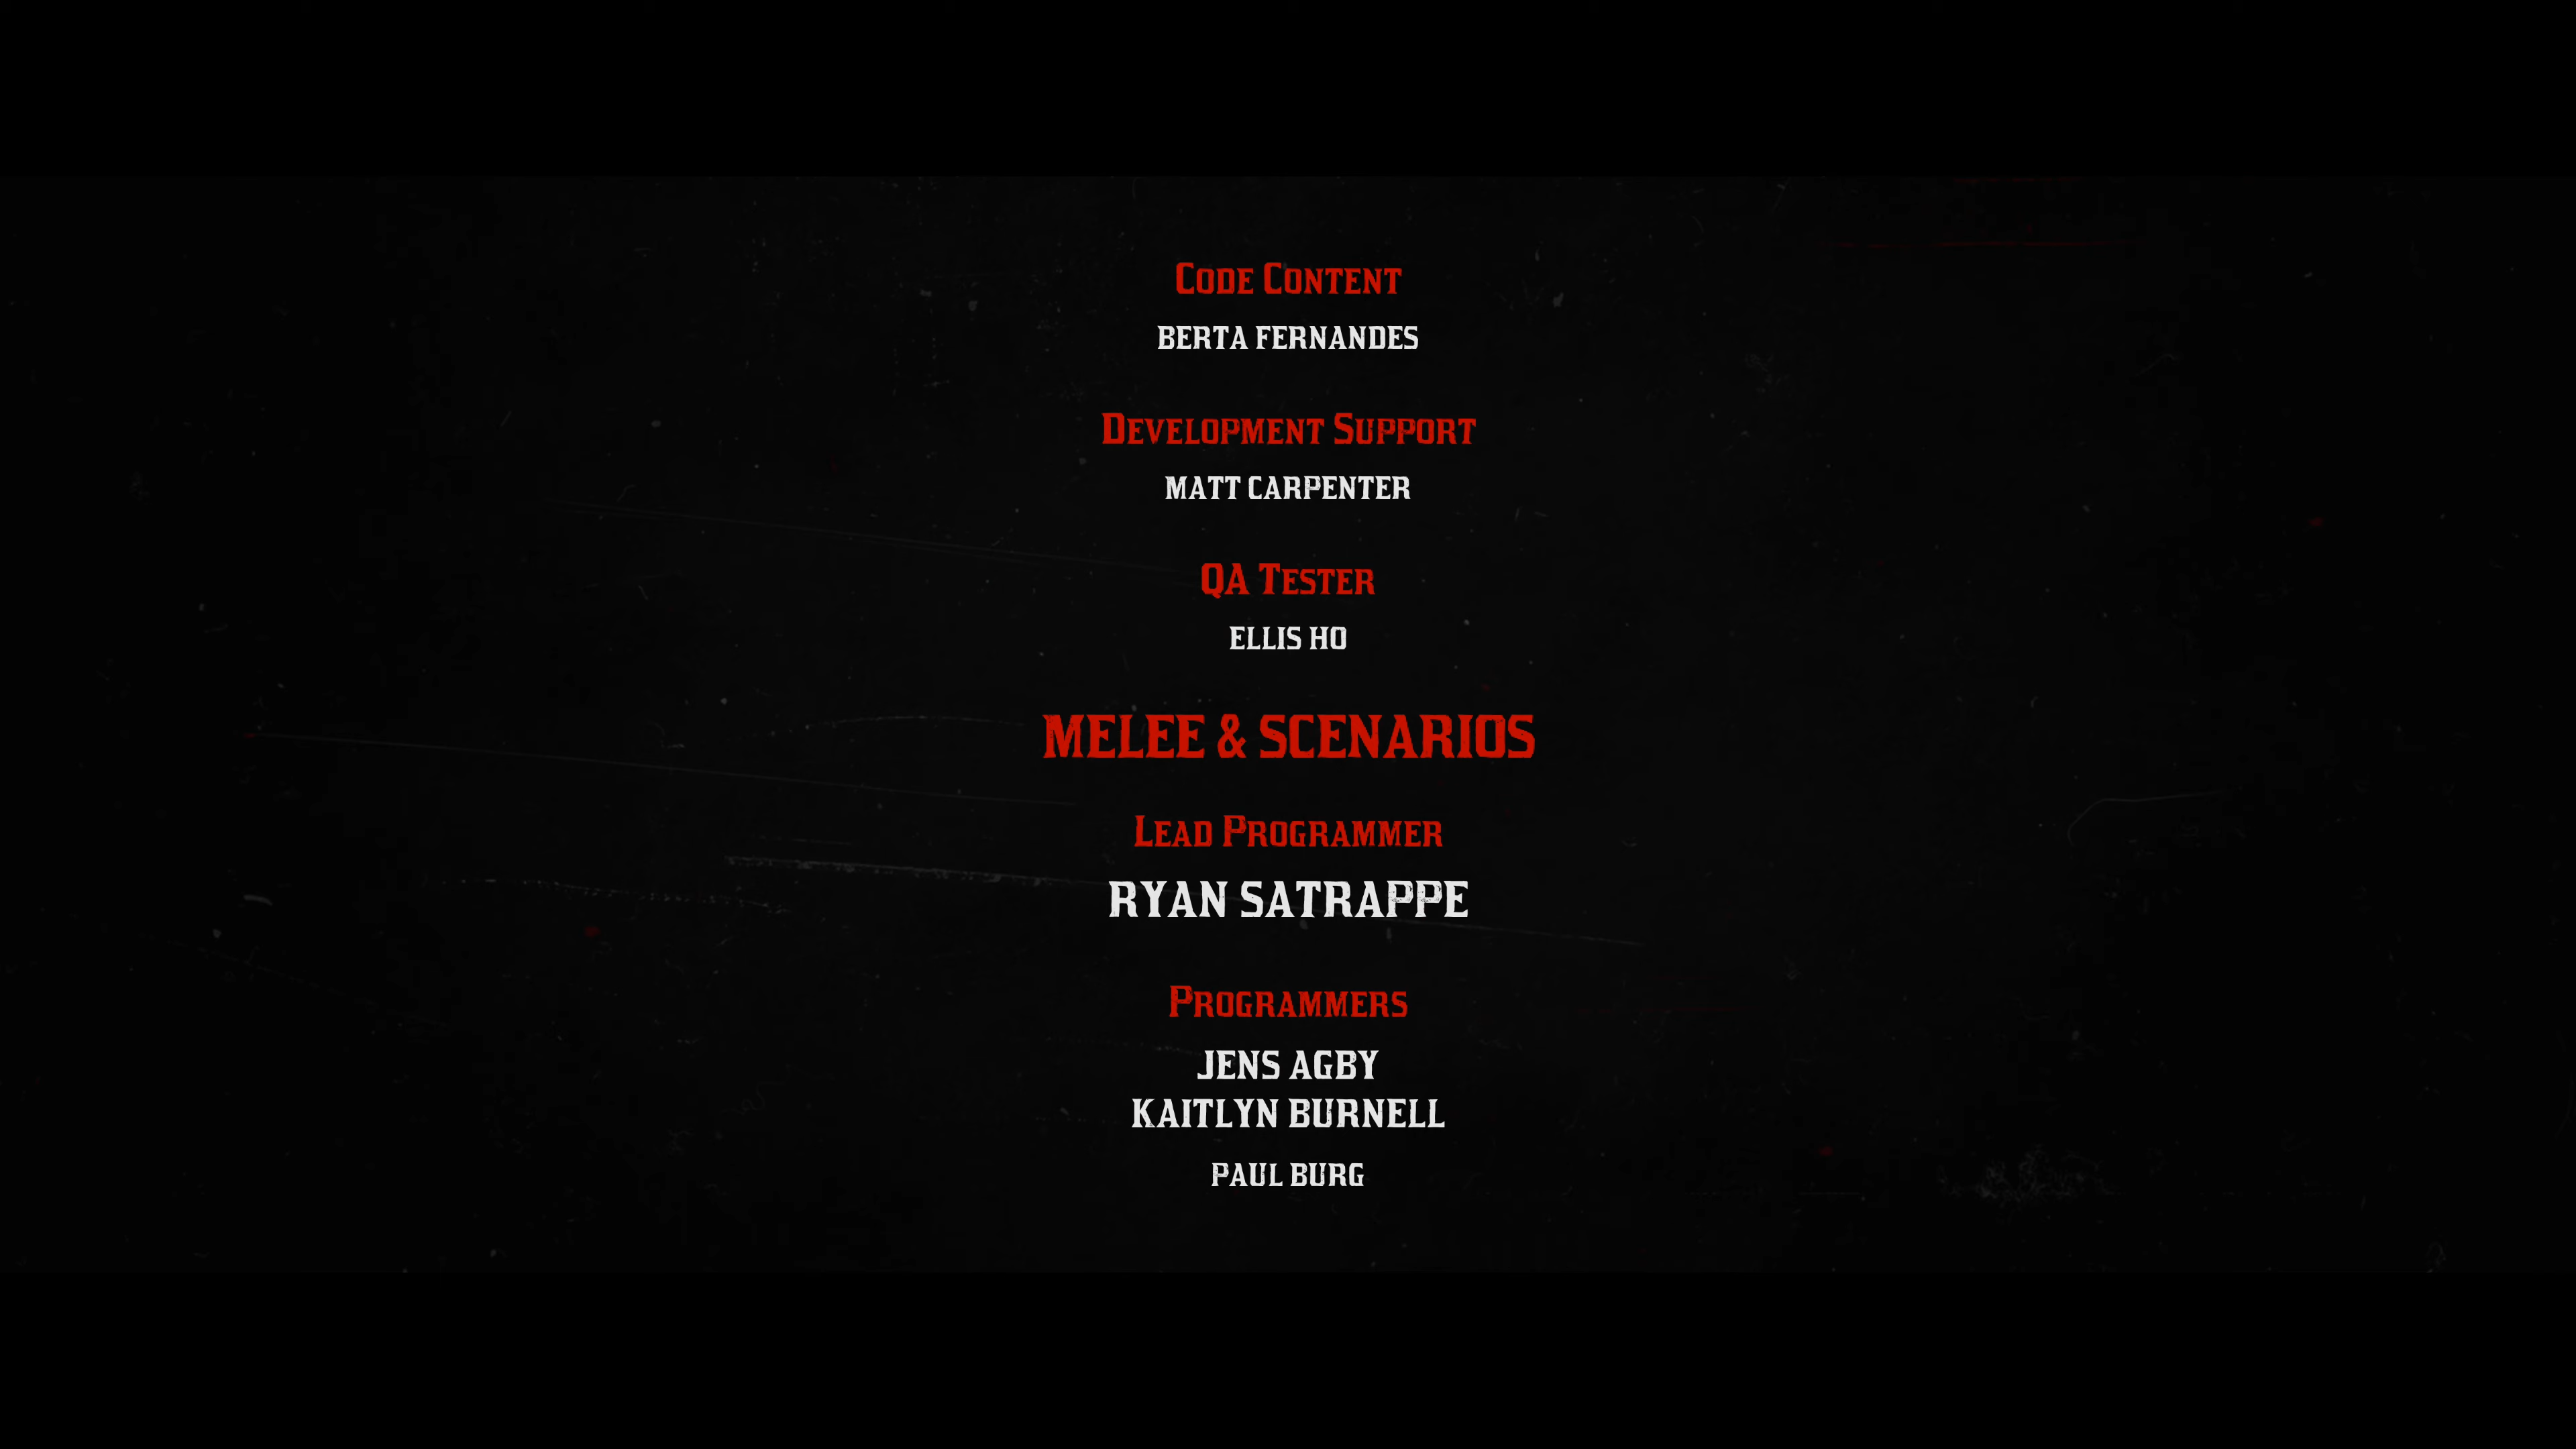 Code Content
BERTA FERNANDES
Development Support
MATT CARPENTER
QA Tester
ELLIS HO
MELEE & SCENARIOS
Lead Programmer
RYAN SATRAPPE
Programmers
JENS AGBY
KAITLYN BURNELL
PAUL BURG